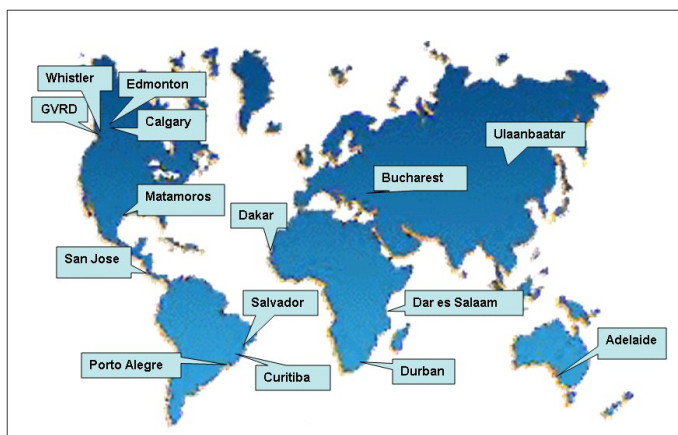 Whistler
Edmonton
GVRD
Calgary
Ulaanbaatar
Bucharest
Matamoros
Dakar
San Jose
Salvador
Dar es Salaam
Adelaide
Porto Alegre
Curitiba
Durban